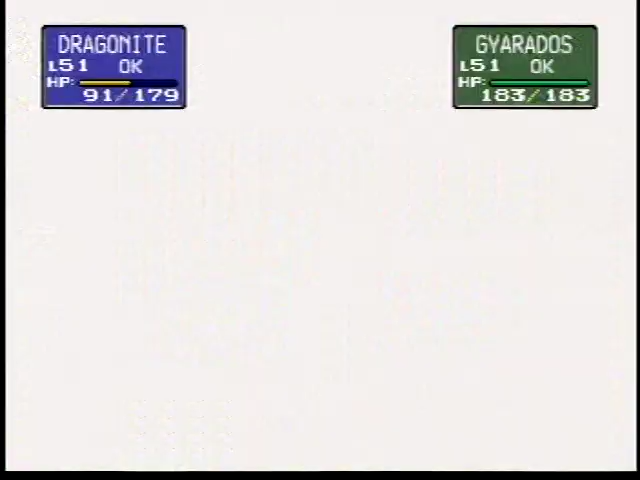 DRAGONITE
L51 OK
HP:
91/179
GYARADOS
L51 OK
HP:
183/183